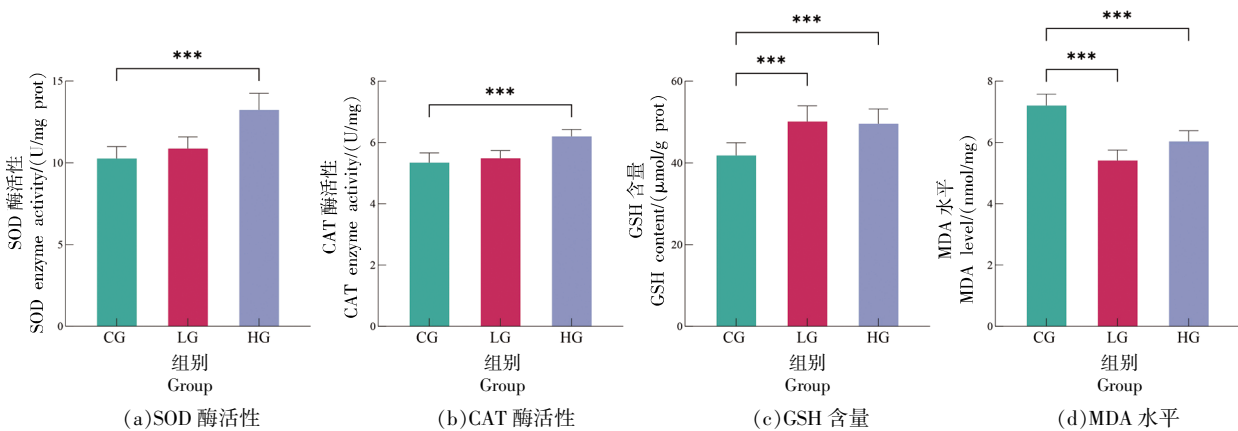 ***
15
10
5
0
SOD 酶活性
SOD enzyme activity/(U/mg prot)
CG LG HG
组别
Group
(a)SOD 酶活性
***
8
6
4
2
0
CAT 酶活性
CAT enzyme activity/(U/mg)
CG LG HG
组别
Group
(b)CAT 酶活性
***
***
60
40
20
0
GSH 含量
GSH content/(μmol/g prot)
CG LG HG
组别
Group
(c)GSH 含量
***
***
8
6
4
2
0
MDA 水平
MDA level/(nmol/mg)
CG LG HG
组别
Group
(d)MDA 水平